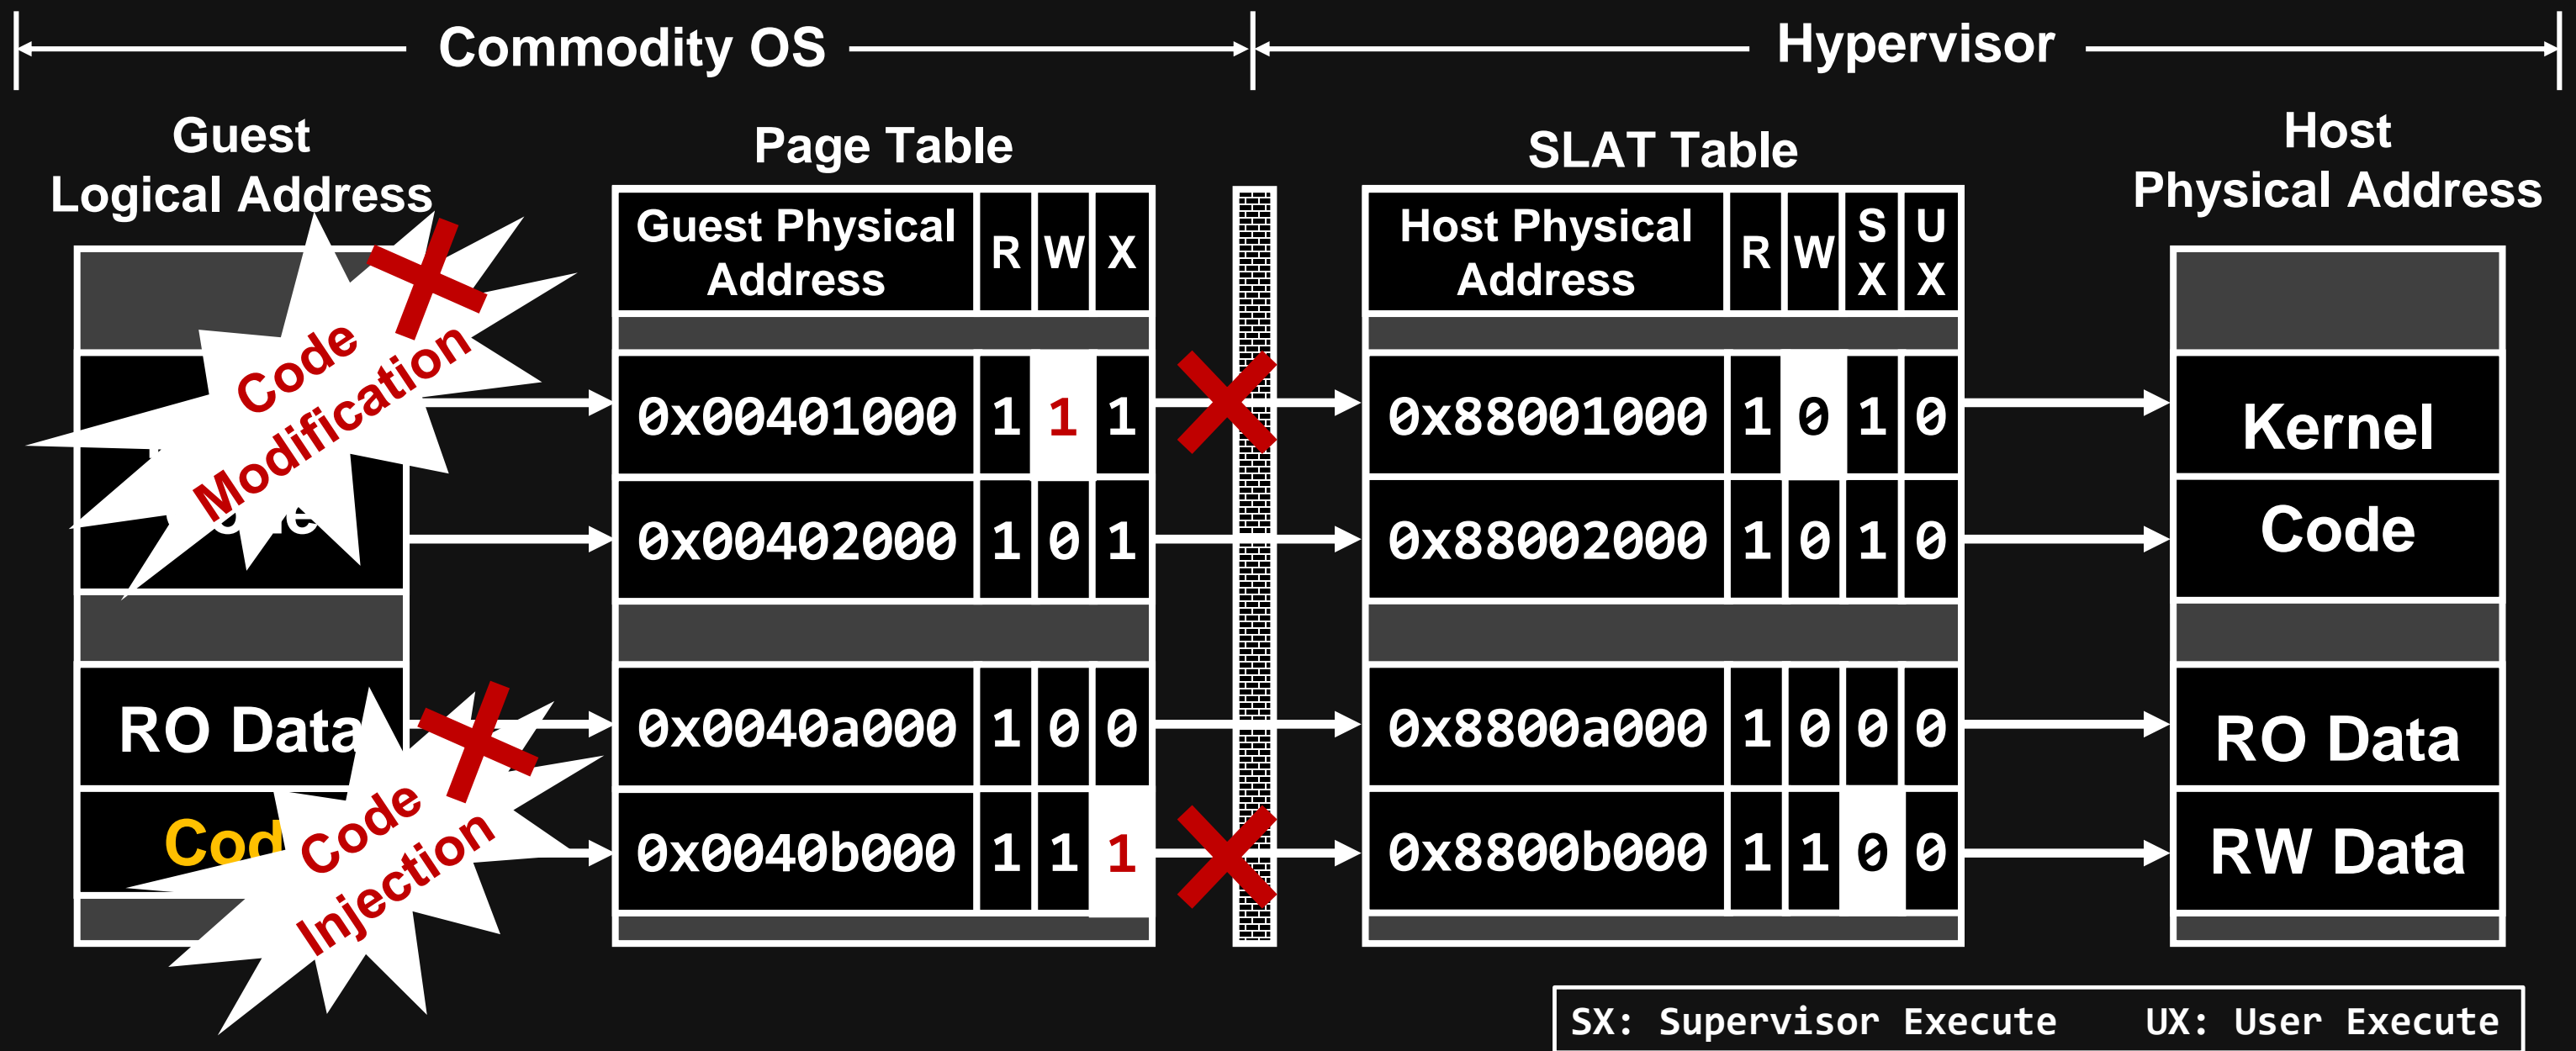 Commodity OS
Hypervisor
Guest
Logical Address
Page Table
SLAT Table
Host
Physical Address
Guest Physical
Address
R
W
X
Host Physical
Address
R
W
S
X
U
X
Code
Modification
0x00401000 1 1 1
0x88001000 1 0 1 0
Kernel
0x00402000 1 0 1
0x88002000 1 0 1 0
Code
RO Data
0x0040a000 1 0 0
0x8800a000 1 0 0 0
RO Data
Code
Injection
0x0040b000 1 1 1
0x8800b000 1 1 0 0
RW Data
SX: Supervisor Execute UX: User Execute